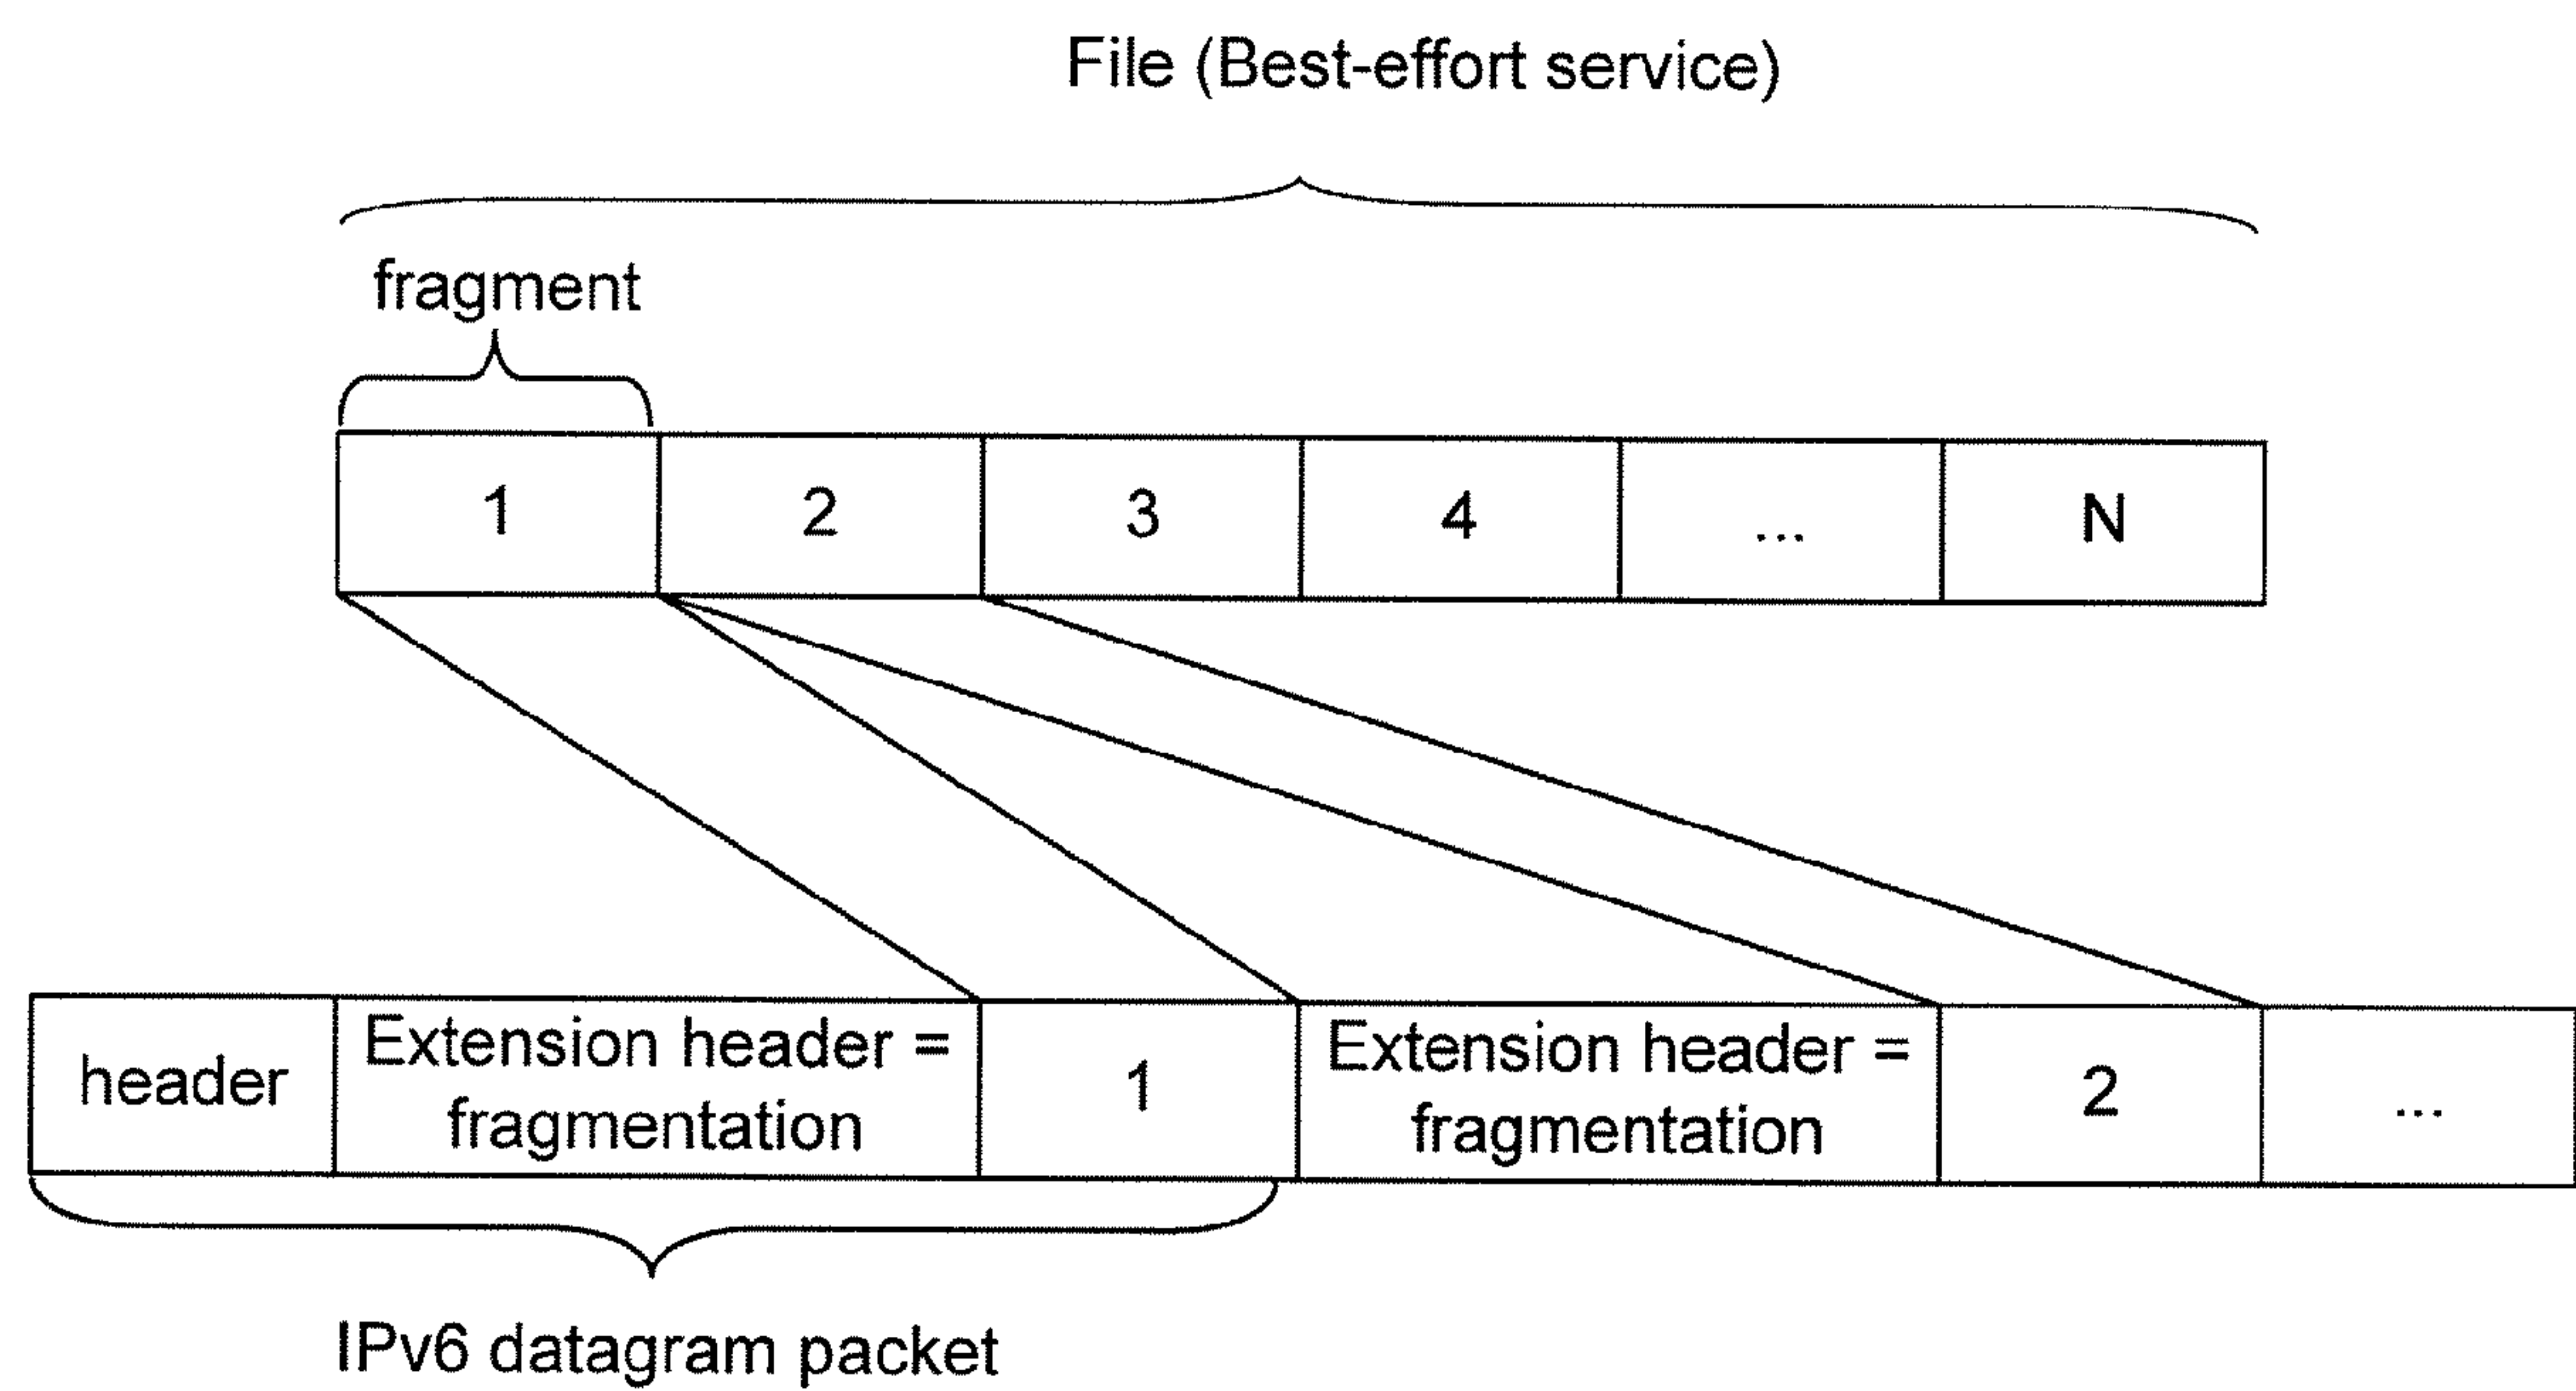 File (Best-effort service)
fragment
1 2 3 4 ... N
header Extension header = fragmentation 1 Extension header = fragmentation 2 ...
IPv6 datagram packet